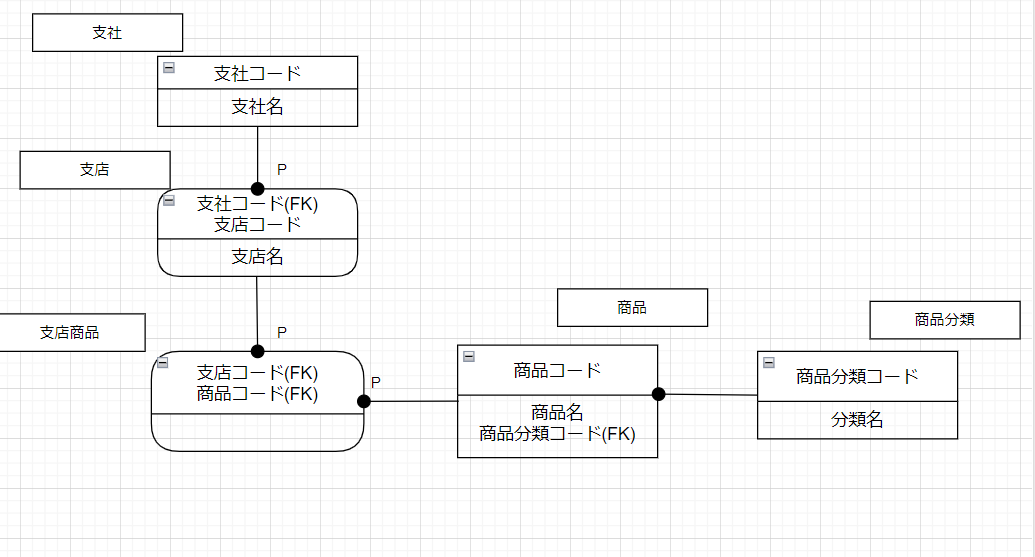 支社
支社コード
支社名
P
支店
支社コード(FK)
支店コード
支店名
P
支店商品
支店コード(FK)
商品コード(FK)
P
商品
商品コード
商品名
商品分類コード(FK)
商品分類
商品分類コード
分類名